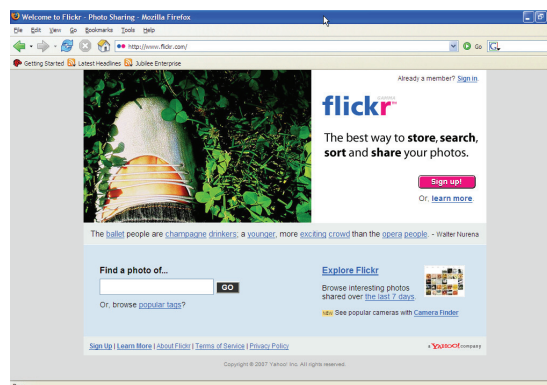 Welcome to Flickr - Photo Sharing - Mozilla Firefox
File Edit View Go Bookmarks Tools Help
http://www.flickr.com/ Go
Getting Started Latest Headlines Jubilee Enterprise
Already a member? Sign in.
flickr GAMMA
The best way to store, search,
sort and share your photos.
Sign up!
Or, learn more.
The ballet people are champagne drinkers; a younger, more exciting crowd than the opera people. - Walter Nurena
Find a photo of...
GO
Or, browse popular tags?
Explore Flickr
Browse interesting photos
shared over the last 7 days.
NEW See popular cameras with Camera Finder
Sign Up | Learn More | About Flickr | Terms of Service | Privacy Policy
a YAHOO! company
Copyright © 2007 Yahoo! Inc. All rights reserved.